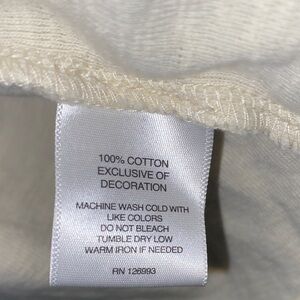 100% COTTON
EXCLUSIVE OF
DECORATION
MACHINE WASH COLD WITH
LIKE COLORS
DO NOT BLEACH
TUMBLE DRY LOW
WARM IRON IF NEEDED
RN 126993